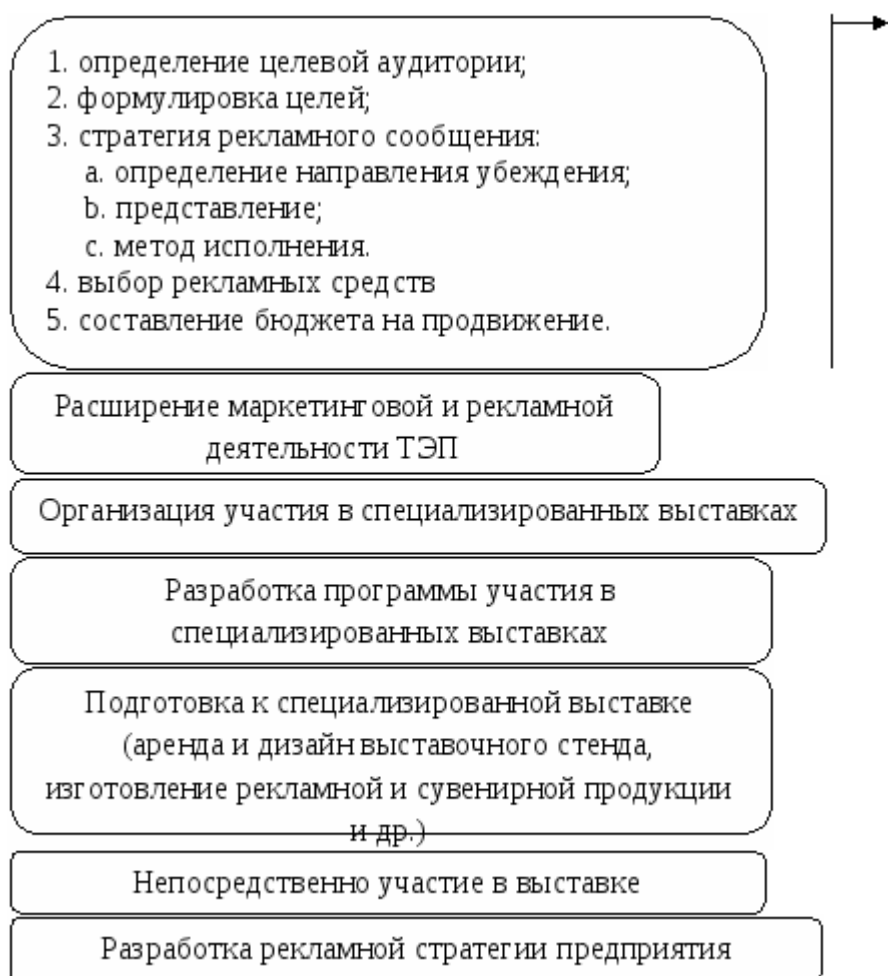 1. определение целевой аудитории;
2. формулировка целей;
3. стратегия рекламного сообщения:
a. определение направления убеждения;
b. представление;
c. метод исполнения.
4. выбор рекламных средств
5. составление бюджета на продвижение.
Расширение маркетинговой и рекламной
деятельности ТЭП
Организация участия в специализированных выставках
Разработка программы участия в
специализированных выставках
Подготовка к специализированной выставке
(аренда и дизайн выставочного стенда,
изготовление рекламной и сувенирной продукции
и др.)
Непосредственно участие в выставке
Разработка рекламной стратегии предприятия